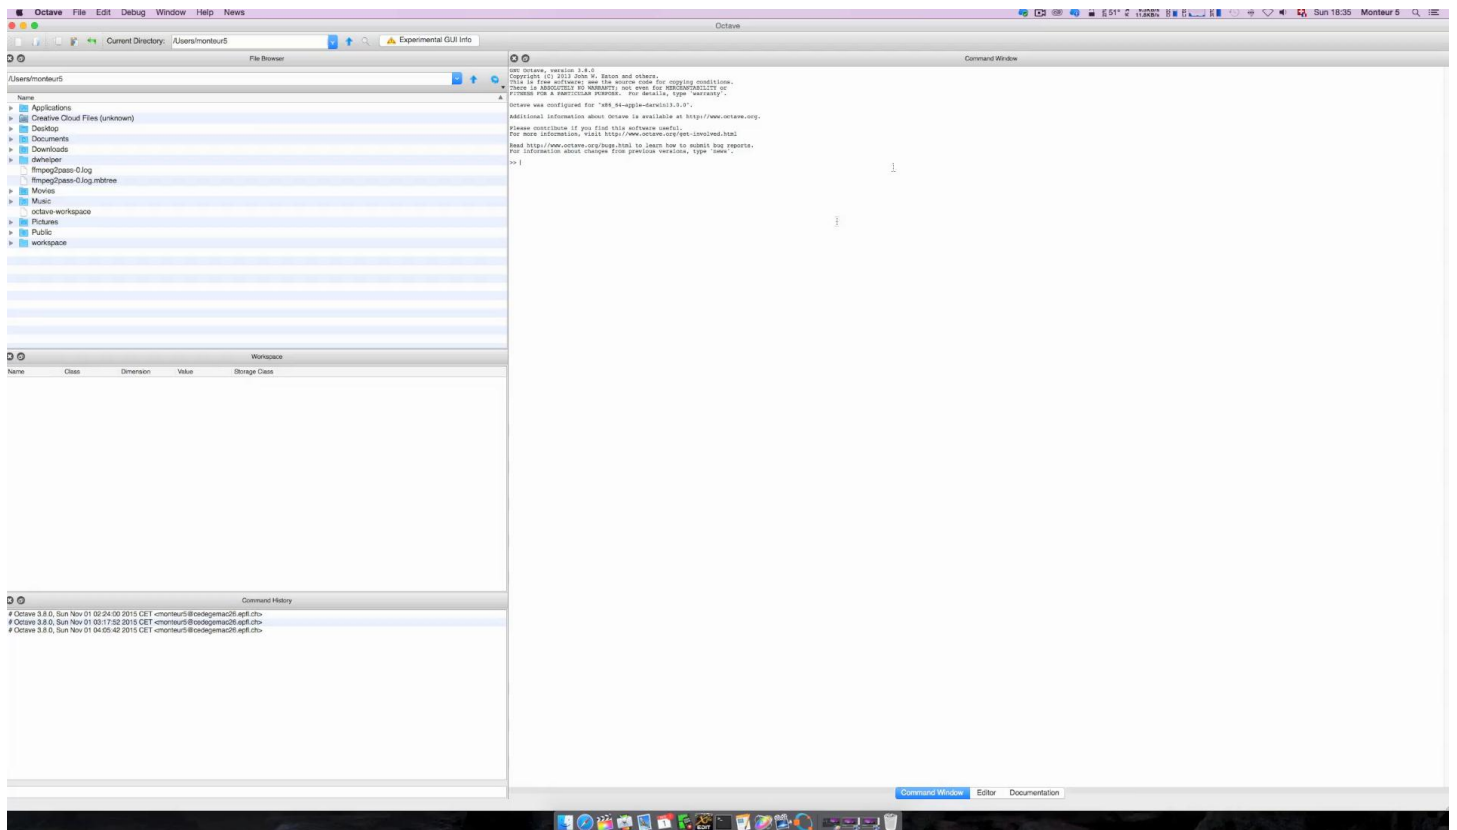 Octave File Edit Debug Window Help News
51° Sun 18:35 Monteur 5
Octave
Current Directory: /Users/monteur5 Experimental GUI Info
File Browser
/Users/monteur5
Name
Applications
Creative Cloud Files (unknown)
Desktop
Documents
Downloads
dwhelper
ffmpeg2pass-0.log
ffmpeg2pass-0.log.mbtree
Movies
Music
octave-workspace
Pictures
Public
workspace
Workspace
Name Class Dimension Value Storage Class
Command History
# Octave 3.8.0, Sun Nov 01 02:24:00 2015 CET <monteur5@cedegemac26.epfl.ch>
# Octave 3.8.0, Sun Nov 01 03:17:52 2015 CET <monteur5@cedegemac26.epfl.ch>
# Octave 3.8.0, Sun Nov 01 04:05:42 2015 CET <monteur5@cedegemac26.epfl.ch>
Command Window
GNU Octave, version 3.8.0
Copyright (C) 2013 John W. Eaton and others.
This is free software; see the source code for copying conditions.
There is ABSOLUTELY NO WARRANTY; not even for MERCHANTABILITY or
FITNESS FOR A PARTICULAR PURPOSE. For details, type 'warranty'.
Octave was configured for "x86_64-apple-darwin13.0.0".
Additional information about Octave is available at http://www.octave.org.
Please contribute if you find this software useful.
For more information, visit http://www.octave.org/get-involved.html
Read http://www.octave.org/bugs.html to learn how to submit bug reports.
For information about changes from previous versions, type 'news'.
>>
Command Window Editor Documentation